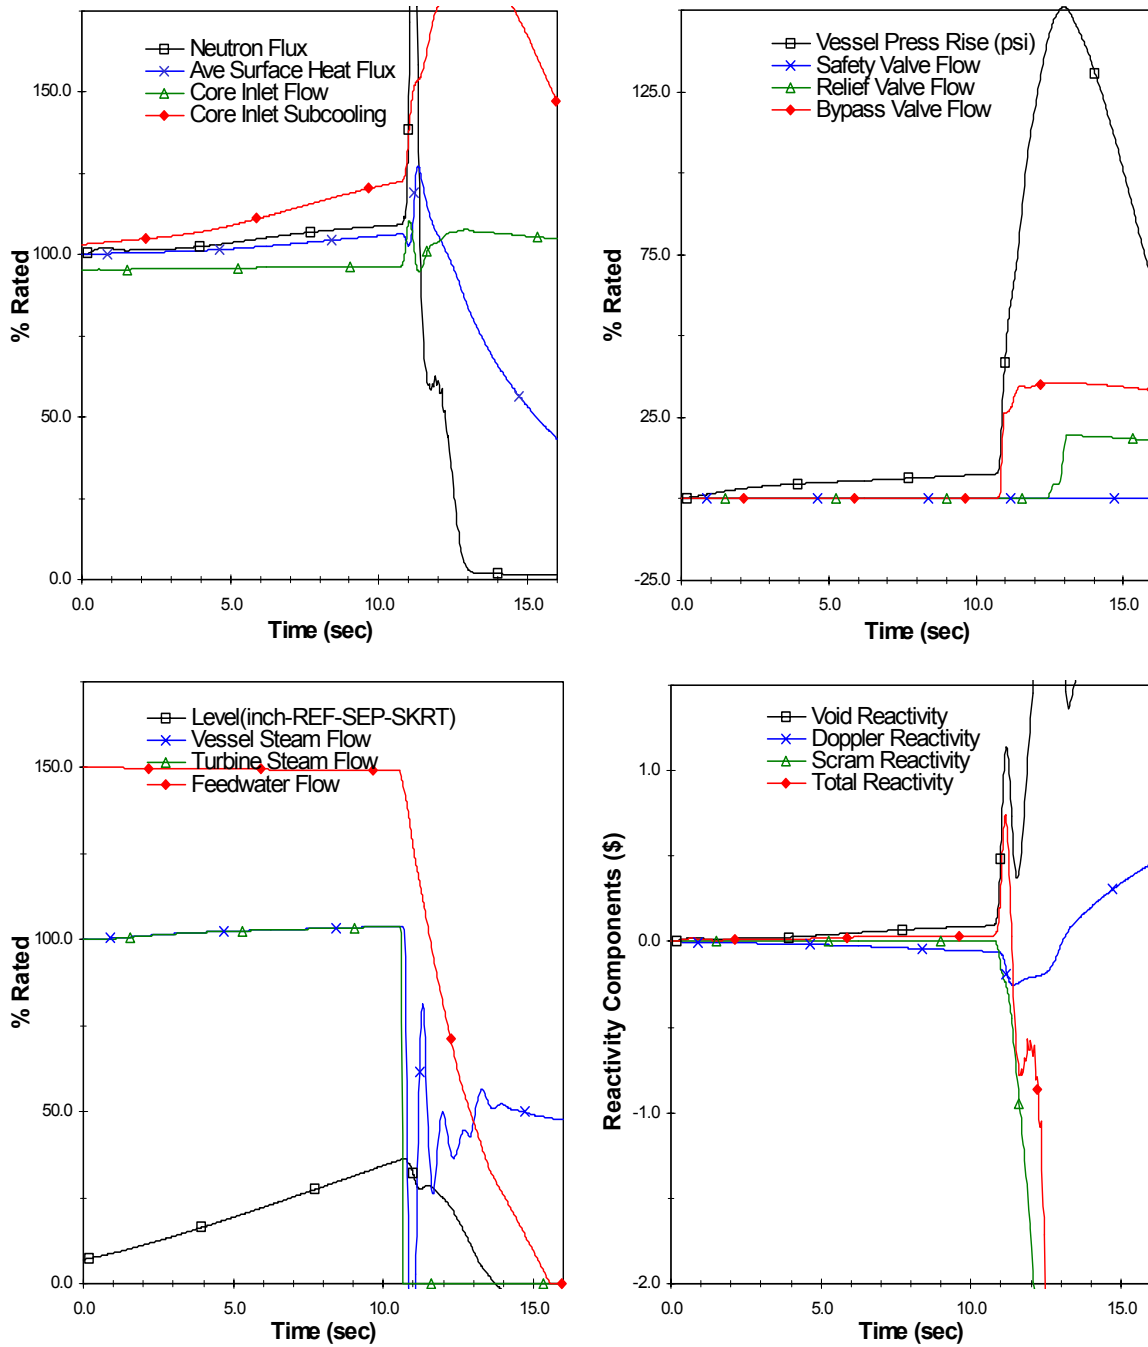 Neutron Flux
Ave Surface Heat Flux
Core Inlet Flow
Core Inlet Subcooling
150.0
100.0
50.0
0.0
% Rated
0.0 5.0 10.0 15.0
Time (sec)
Vessel Press Rise (psi)
Safety Valve Flow
Relief Valve Flow
Bypass Valve Flow
125.0
75.0
25.0
-25.0
% Rated
0.0 5.0 10.0 15.0
Time (sec)
Level(inch-REF-SEP-SKRT)
Vessel Steam Flow
Turbine Steam Flow
Feedwater Flow
150.0
100.0
50.0
0.0
% Rated
0.0 5.0 10.0 15.0
Time (sec)
Void Reactivity
Doppler Reactivity
Scram Reactivity
Total Reactivity
1.0
0.0
-1.0
-2.0
Reactivity Components ($)
0.0 5.0 10.0 15.0
Time (sec)